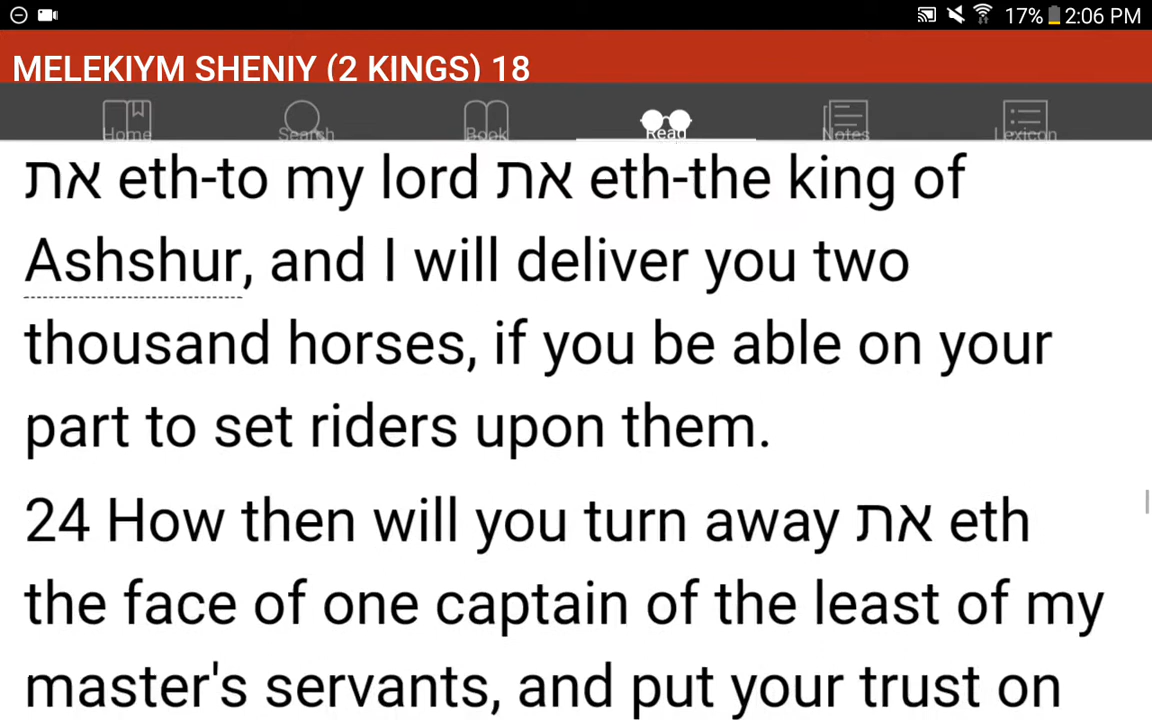 17% 2:06 PM
MELEKIYM SHENIY (2 KINGS) 18
Home Search Book Read Notes Lexicon
את eth-to my lord את eth-the king of
Ashshur, and I will deliver you two
thousand horses, if you be able on your
part to set riders upon them.
24 How then will you turn away את eth
the face of one captain of the least of my
master's servants, and put your trust on